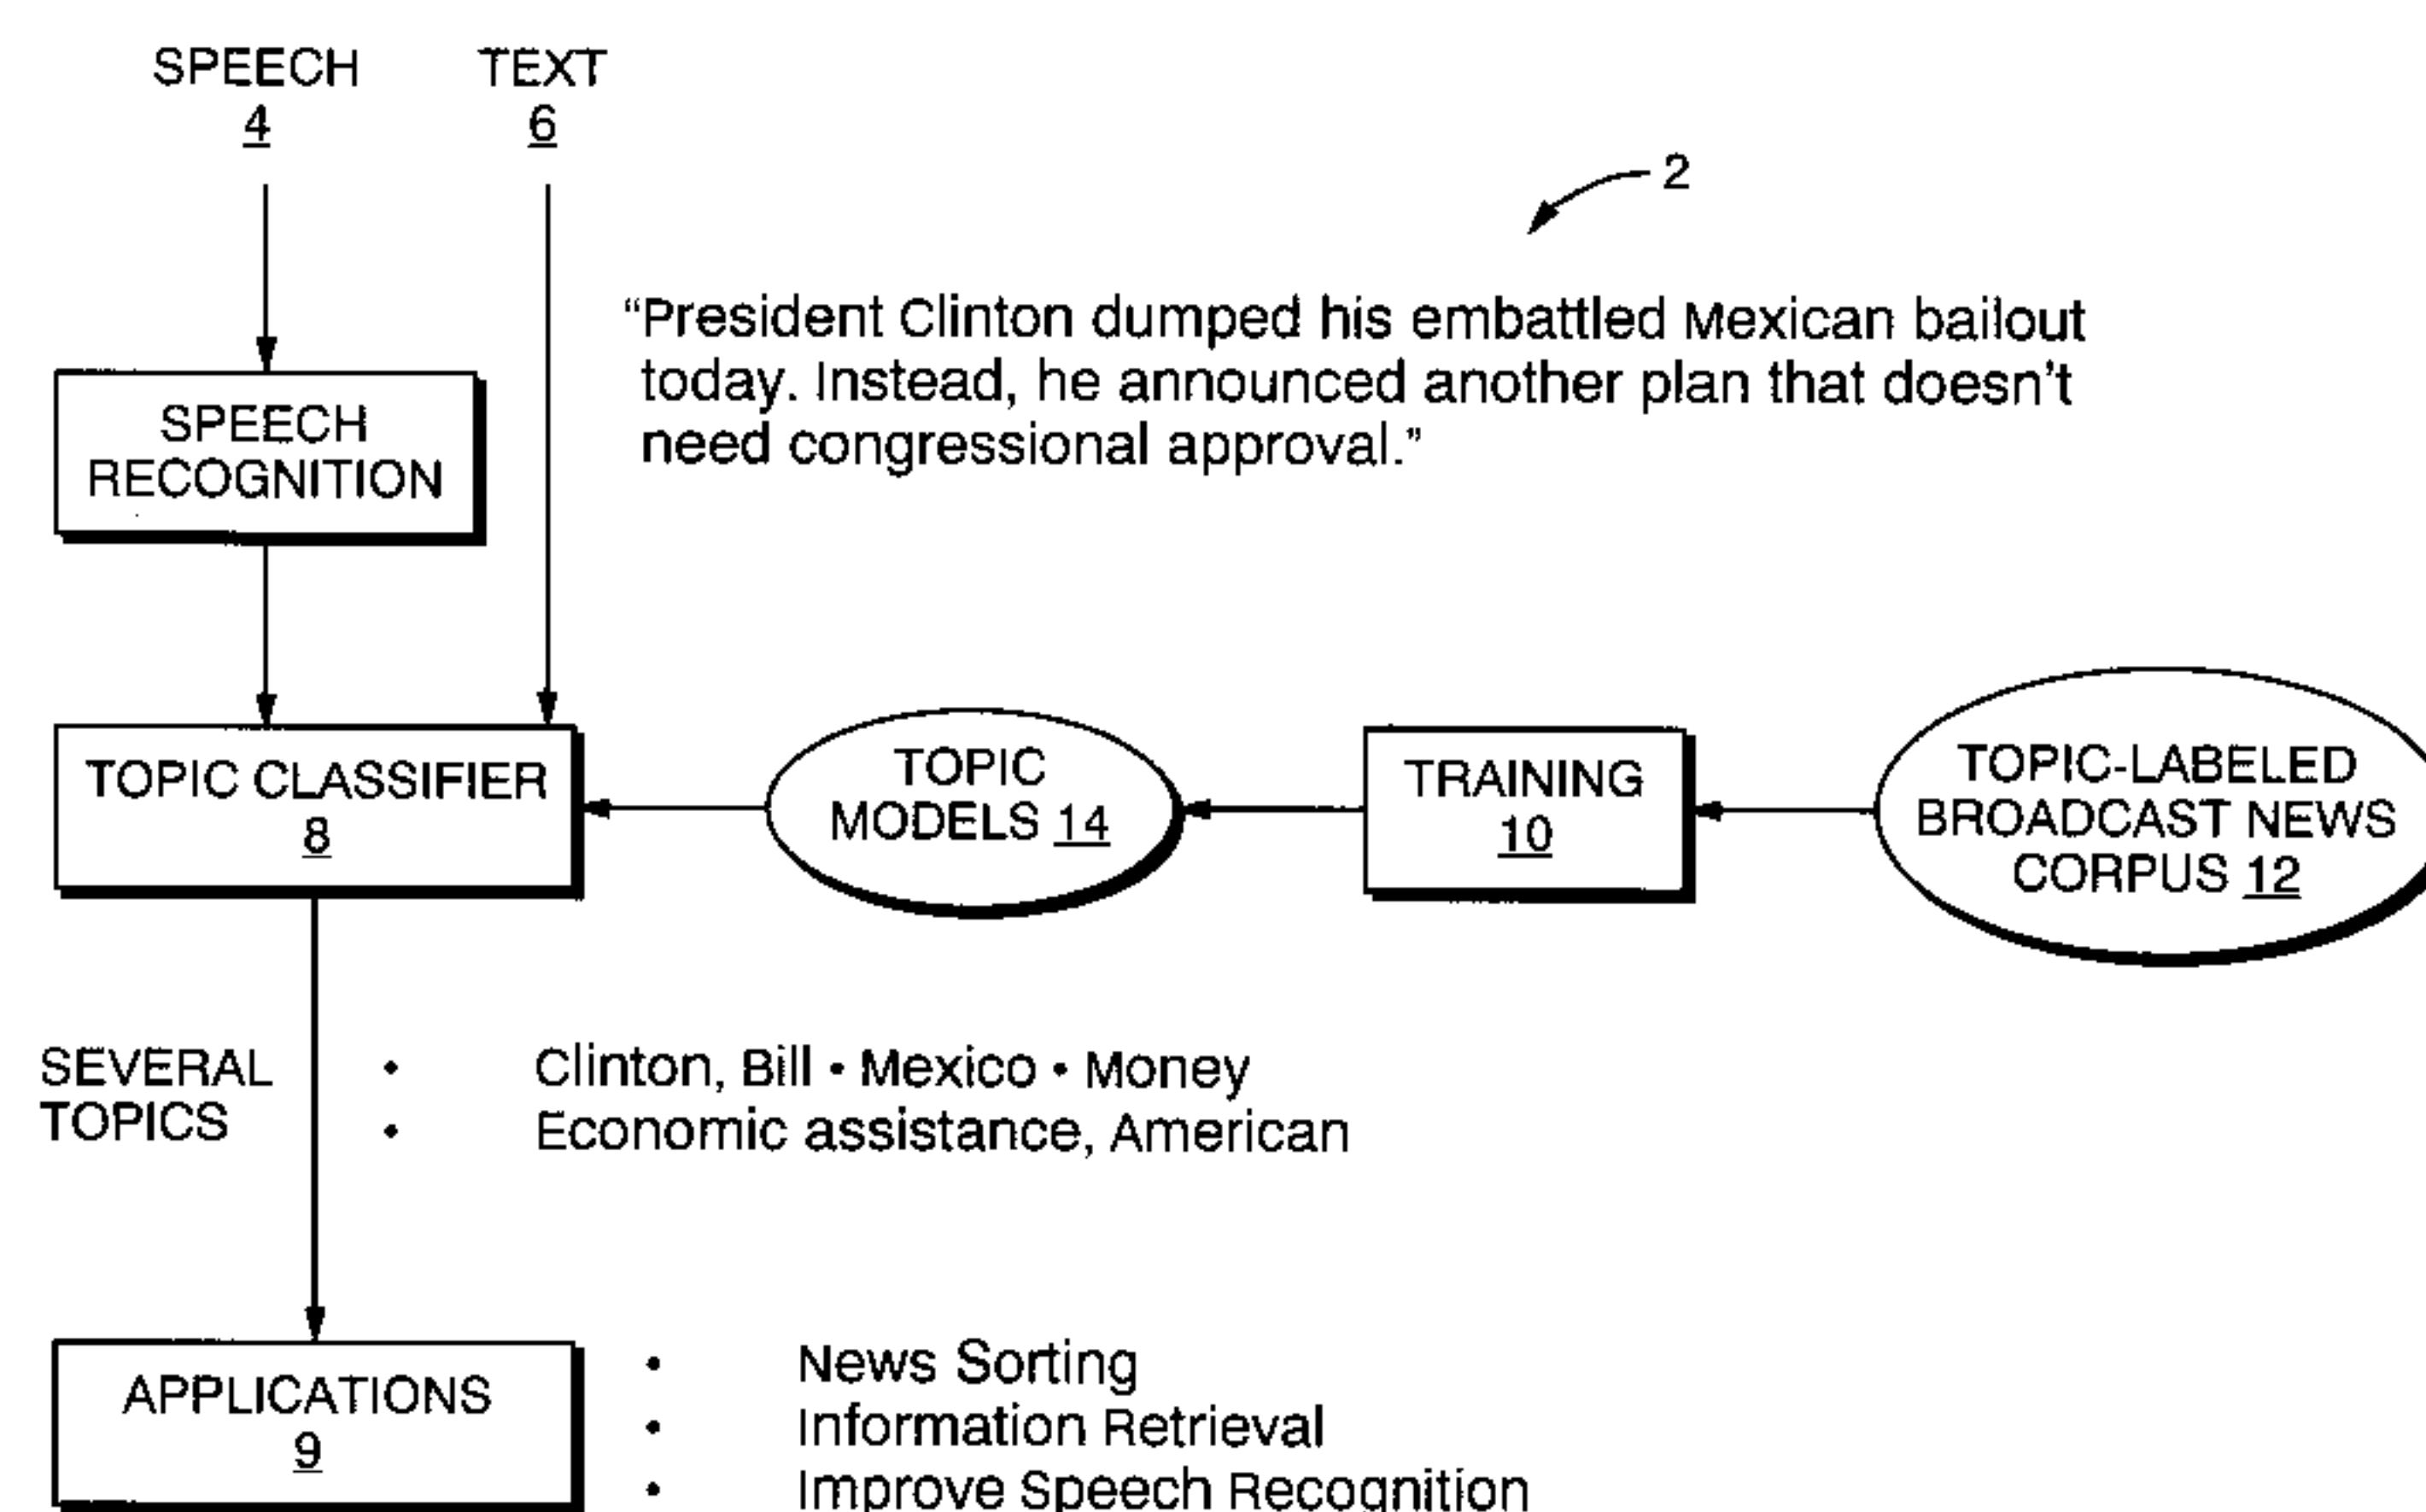 SPEECH
4
TEXT
6
2
“President Clinton dumped his embattled Mexican bailout
today. Instead, he announced another plan that doesn't
need congressional approval.”
SPEECH
RECOGNITION
TOPIC CLASSIFIER
8
TOPIC
MODELS 14
TRAINING
10
TOPIC-LABELED
BROADCAST NEWS
CORPUS 12
SEVERAL
TOPICS
• Clinton, Bill • Mexico • Money
• Economic assistance, American
APPLICATIONS
9
• News Sorting
• Information Retrieval
• Improve Speech Recognition